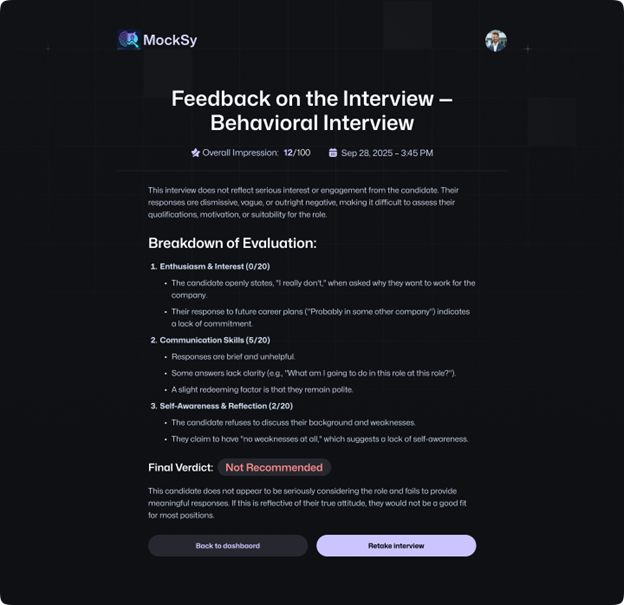 MockSy
Feedback on the Interview —
Behavioral Interview
Overall Impression: 12/100
Sep 28, 2025 – 3:45 PM
This interview does not reflect serious interest or engagement from the candidate. Their
responses are dismissive, vague, or outright negative, making it difficult to assess their
qualifications, motivation, or suitability for the role.
Breakdown of Evaluation:
1. Enthusiasm & Interest (0/20)
• The candidate openly states, "I really don't," when asked why they want to work for the
company.
• Their response to future career plans ("Probably in some other company") indicates
a lack of commitment.
2. Communication Skills (5/20)
• Responses are brief and unhelpful.
• Some answers lack clarity (e.g., "What am I going to do in this role at this role?").
• A slight redeeming factor is that they remain polite.
3. Self-Awareness & Reflection (2/20)
• The candidate refuses to discuss their background and weaknesses.
• They claim to have "no weaknesses at all," which suggests a lack of self-awareness.
Final Verdict: Not Recommended
This candidate does not appear to be seriously considering the role and fails to provide
meaningful responses. If this is reflective of their true attitude, they would not be a good fit
for most positions.
Back to dashbaord
Retake interview